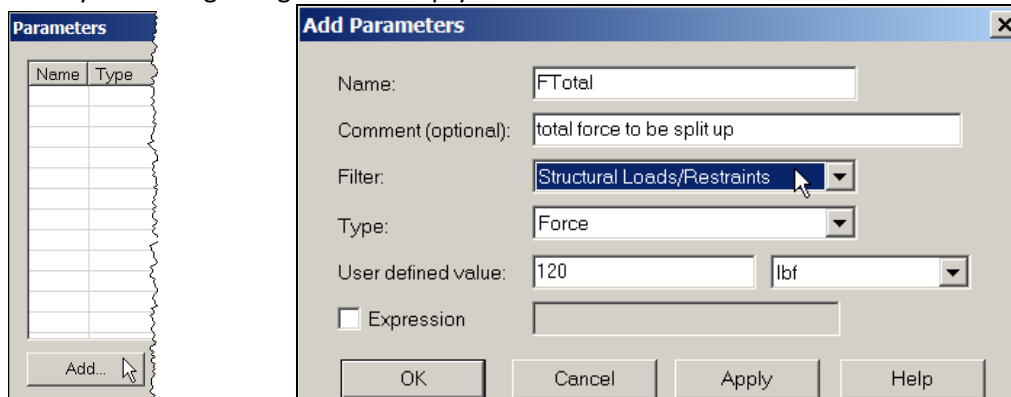 Parameters
Name Type
Add...
Add Parameters
Name: FTotal
Comment (optional): total force to be split up
Filter: Structural Loads/Restraints
Type: Force
User defined value: 120 lbf
Expression
OK Cancel Apply Help